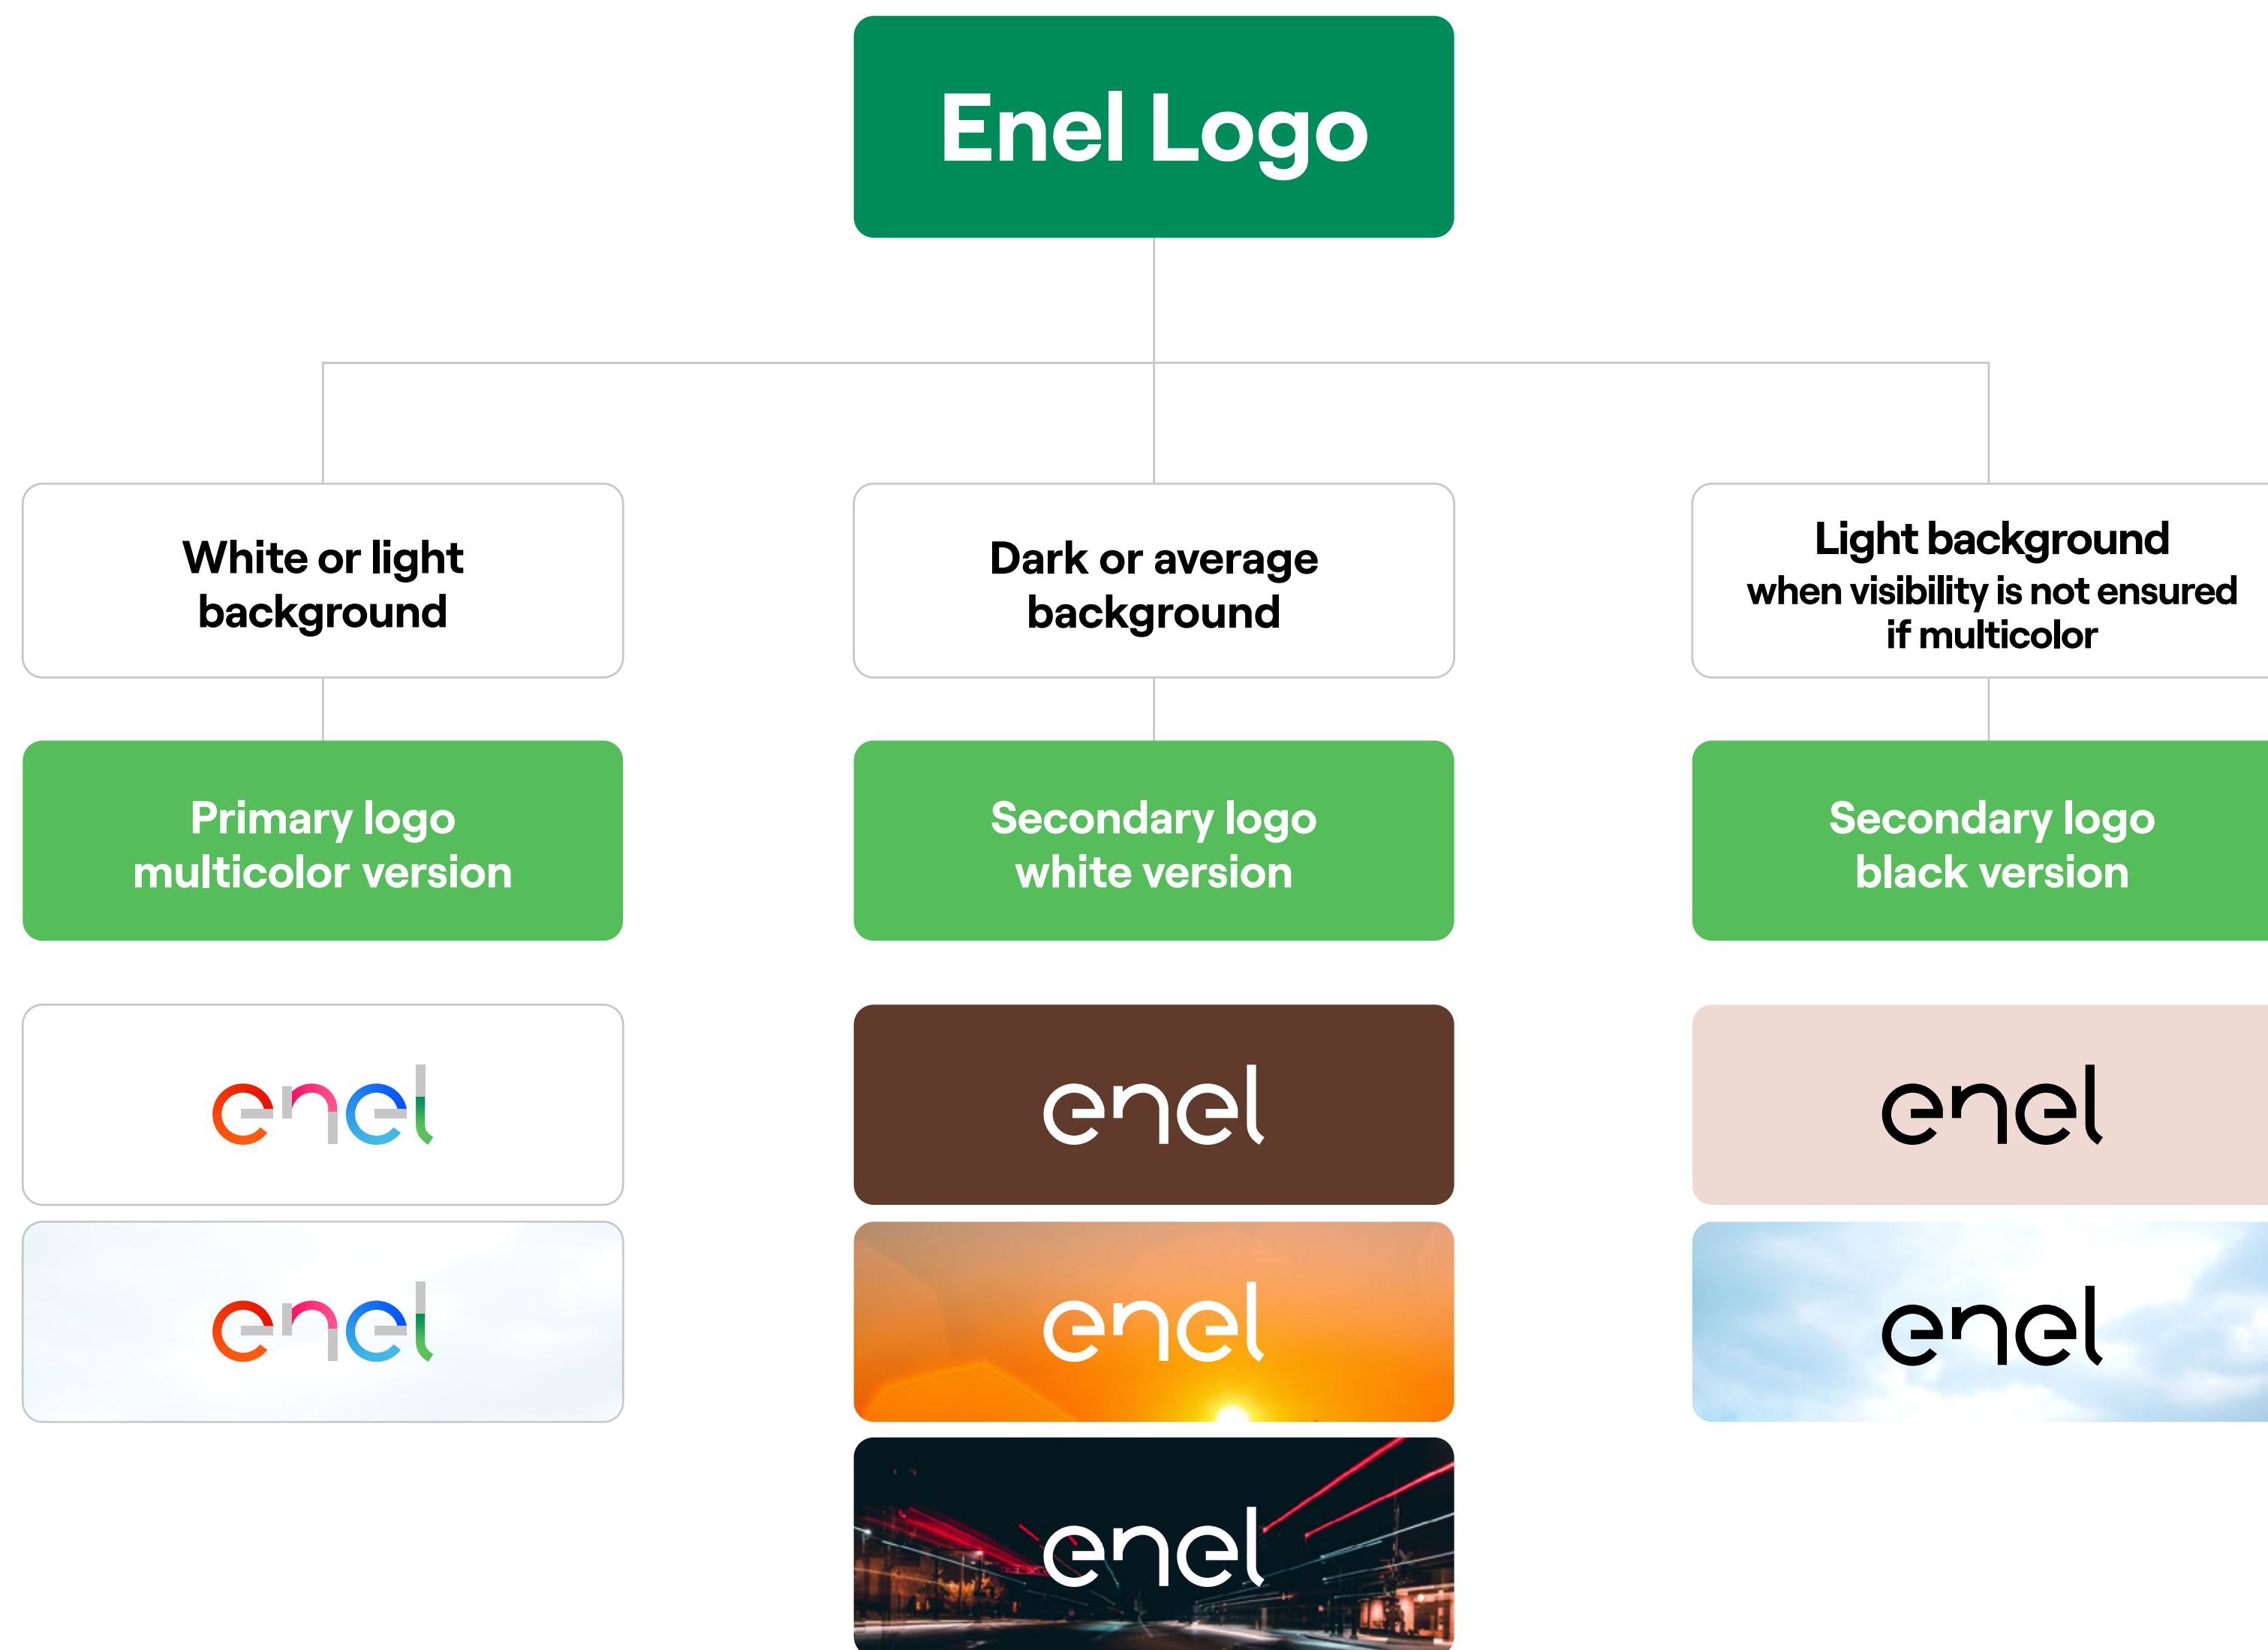 Enel Logo
White or light
background
Dark or average
background
Light background
when visibility is not ensured
if multicolor
Primary logo
multicolor version
Secondary logo
white version
Secondary logo
black version
enel
enel
enel
enel
enel
enel
enel